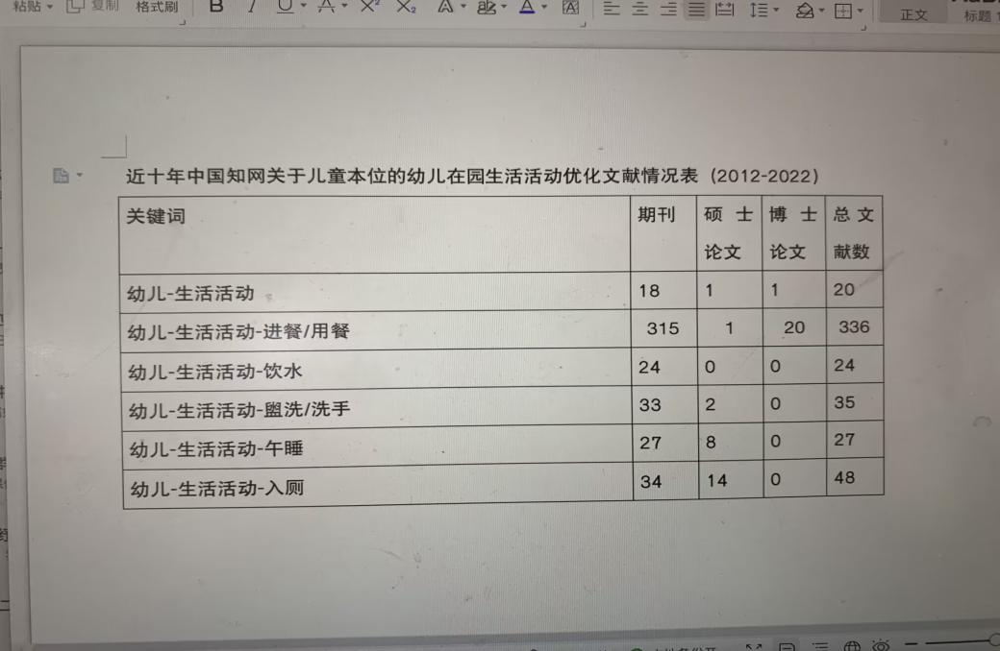 粘贴 复制 格式刷 B I U X² X₂ A A 正文 标题 1
近十年中国知网关于儿童本位的幼儿在园生活活动优化文献情况表 (2012-2022)
关键词 期刊 硕士论文 博士论文 总文献数
幼儿-生活活动 18 1 1 20
幼儿-生活活动-进餐/用餐 315 1 20 336
幼儿-生活活动-饮水 24 0 0 24
幼儿-生活活动-盥洗/洗手 33 2 0 35
幼儿-生活活动-午睡 27 8 0 27
幼儿-生活活动-入厕 34 14 0 48